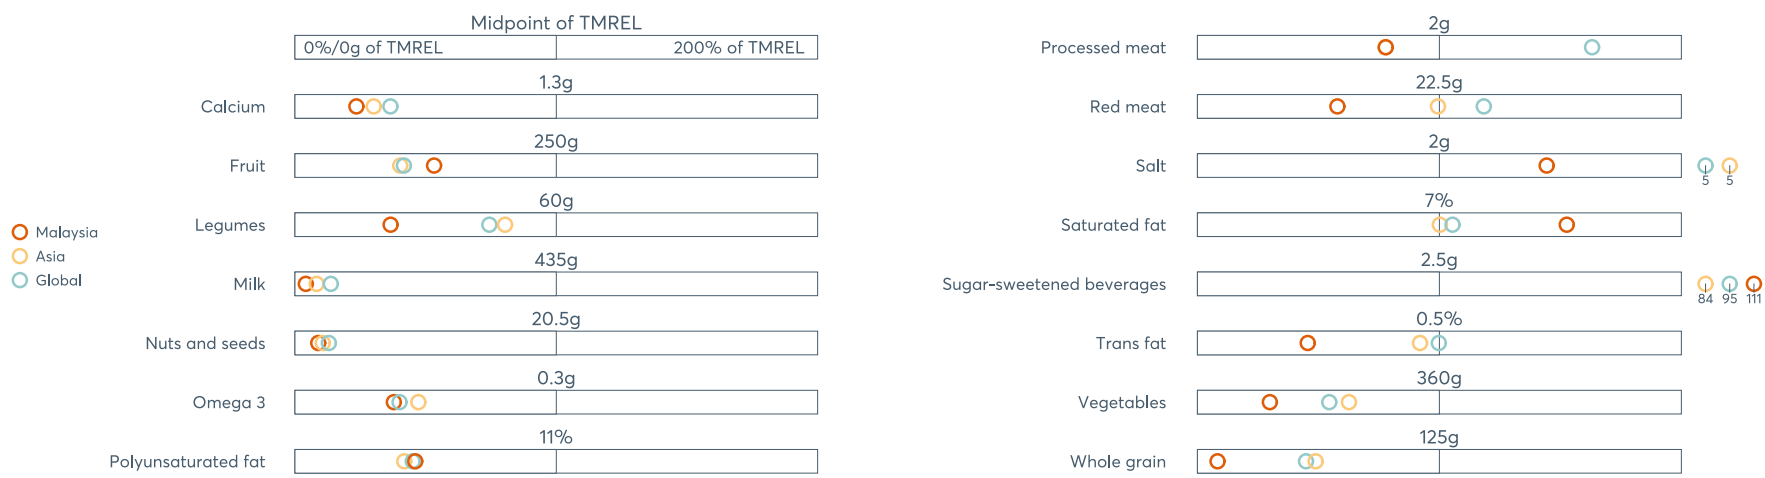 Midpoint of TMREL
0%/0g of TMREL 200% of TMREL
1.3g
Calcium
250g
Fruit
60g
Legumes
435g
Milk
20.5g
Nuts and seeds
0.3g
Omega 3
11%
Polyunsaturated fat
Malaysia
Asia
Global
2g
Processed meat
22.5g
Red meat
2g
Salt
5 5
7%
Saturated fat
2.5g
Sugar-sweetened beverages
84 95 111
0.5%
Trans fat
360g
Vegetables
125g
Whole grain